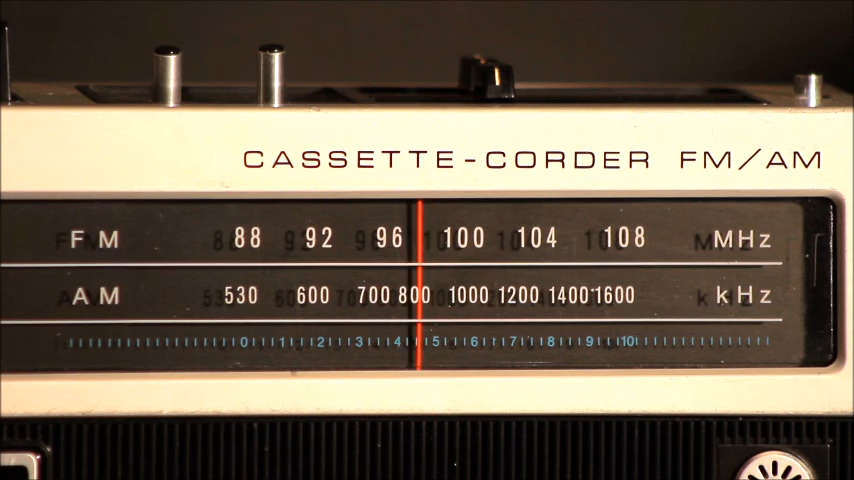 CASSETTE-CORDER FM/AM
FM 88 92 96 100 104 108 MHz
AM 530 600 700 800 1000 1200 1400 1600 kHz
0 1 2 3 4 5 6 7 8 9 10